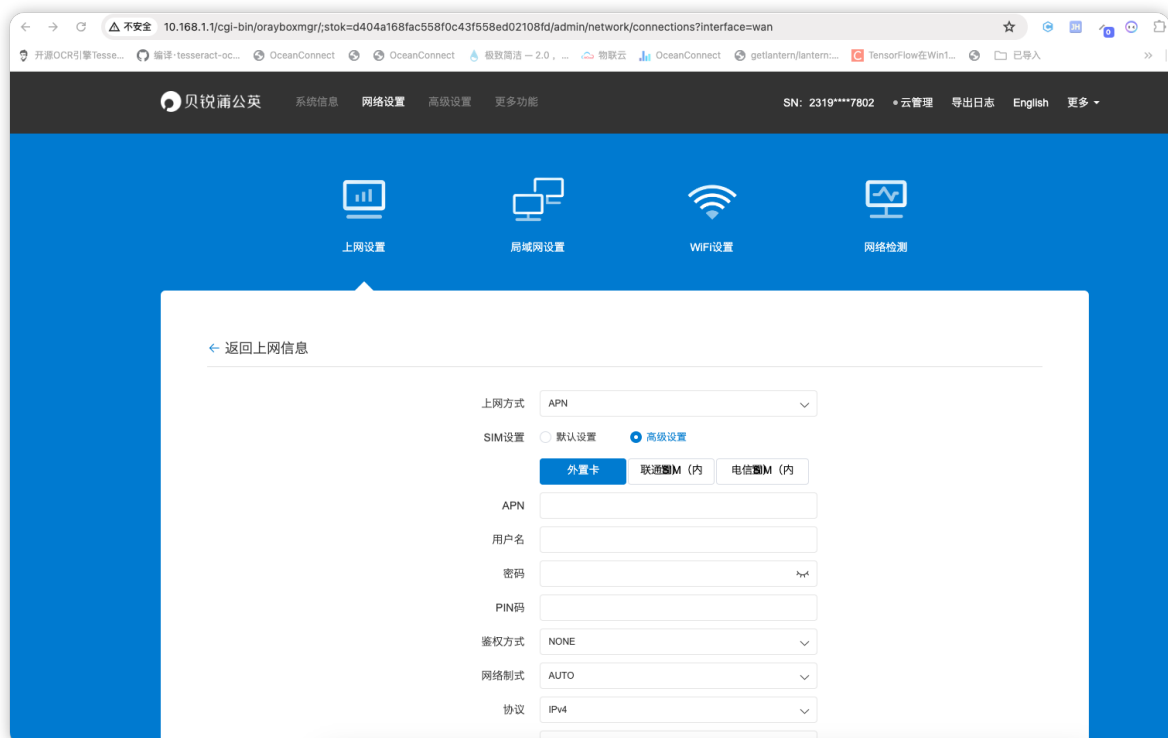 不安全 10.168.1.1/cgi-bin/orayboxmgr/;stok=d404a168fac558f0c43f558ed02108fd/admin/network/connections?interface=wan
开源OCR引擎Tesse... 编译·tesseract-oc... OceanConnect OceanConnect 极致简洁 — 2.0 ， ... 物联云 OceanConnect getlantern/lantern:... TensorFlow在Win1... 已导入
贝锐蒲公英 系统信息 网络设置 高级设置 更多功能 SN: 2319****7802 云管理 导出日志 English 更多
上网设置 局域网设置 WiFi设置 网络检测
← 返回上网信息
上网方式 APN
SIM设置 默认设置 高级设置
外置卡 联通 M（内 电信 M（内
APN
用户名
密码
PIN码
鉴权方式 NONE
网络制式 AUTO
协议 IPv4